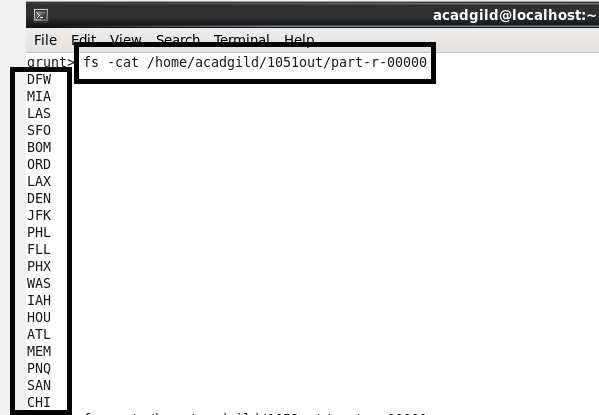 acadgild@localhost:~
File Edit View Search Terminal Help
grunt> fs -cat /home/acadgild/1051out/part-r-00000
DFW
MIA
LAS
SFO
BOM
ORD
LAX
DEN
JFK
PHL
FLL
PHX
WAS
IAH
HOU
ATL
MEM
PNQ
SAN
CHI